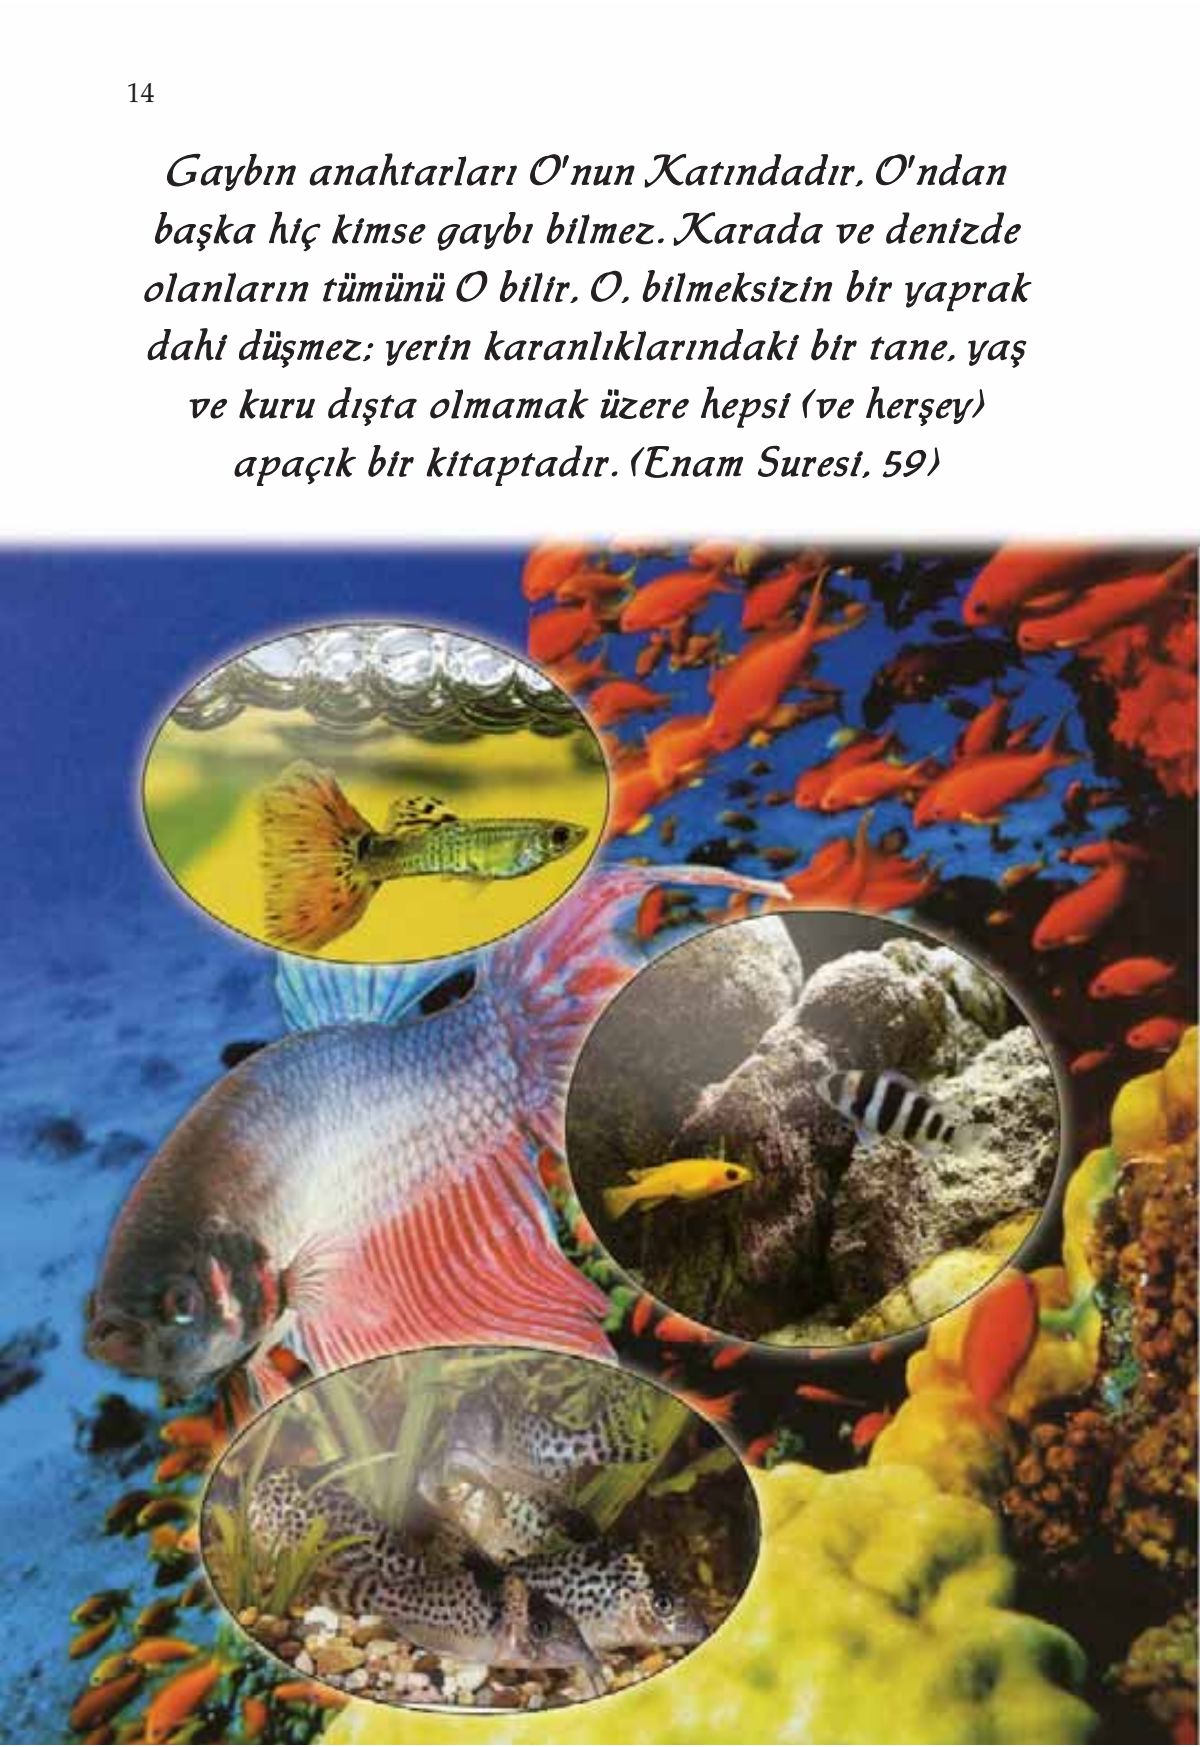 14
Gaybın anahtarları O'nun Katındadır, O'ndan
başka hiç kimse gaybı bilmez. Karada ve denizde
olanların tümünü O bilir, O, bilmeksizin bir yaprak
dahi düşmez; yerin karanlıklarındaki bir tane, yaş
ve kuru dışta olmamak üzere hepsi (ve herşey)
apaçık bir kitaptadır. (Enam Suresi, 59)